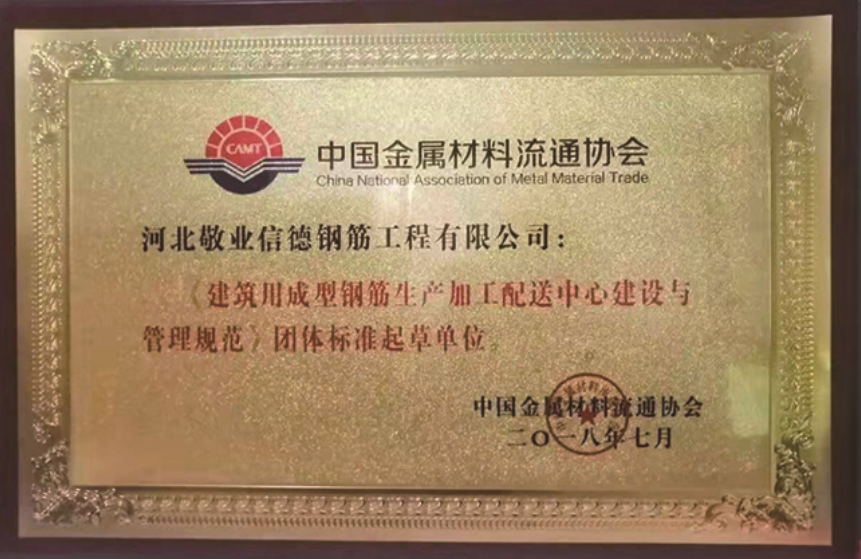 CAMT
中国金属材料流通协会
China National Association of Metal Material Trade
河北敬业信德钢筋工程有限公司：
《建筑用成型钢筋生产加工配送中心建设与
管理规范》团体标准起草单位。
中国金属材料流通协会
二〇一八年七月